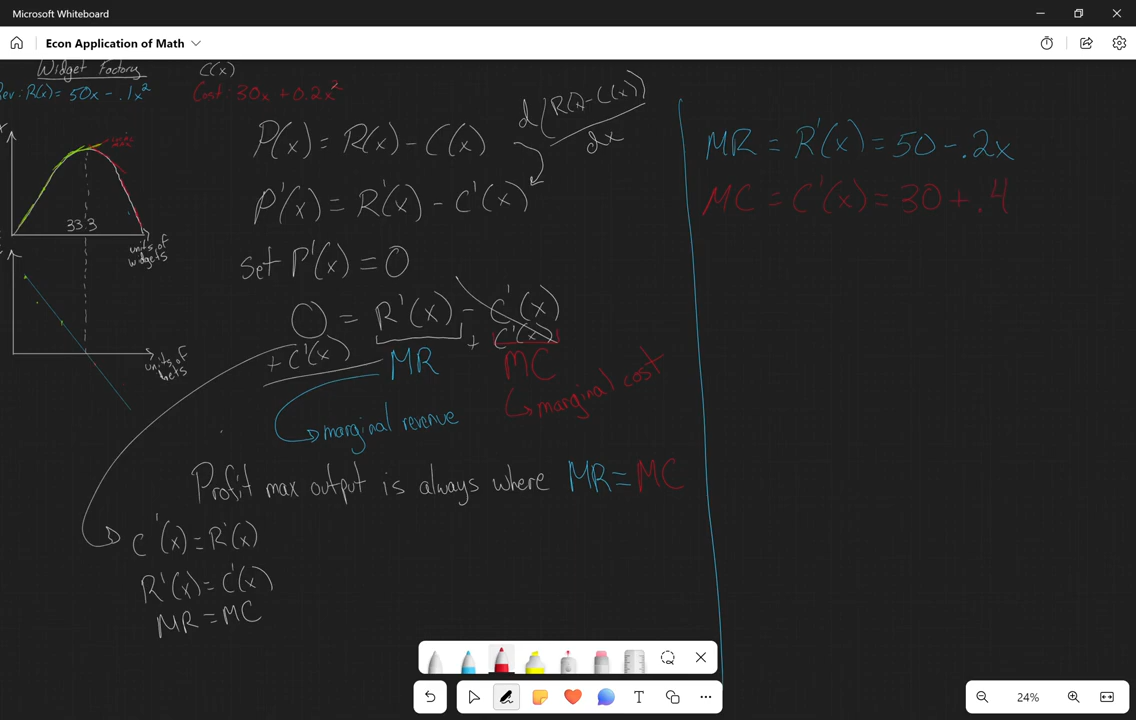 Microsoft Whiteboard
Econ Application of Math
Widget Factory
Rev: R(x) = 50x - .1x²
C(x)
Cost: 30x + 0.2x²
33.3
units of
widgets
units of
P(x) = R(x) - C(x)
d(R(x) - C(x))
dx
P'(x) = R'(x) - C'(x)
Set P'(x) = 0
0 = R'(x) - C'(x)
+ C'(x) + C'(x)
MR MC
↳ marginal revenue
↳ marginal cost
Profit max output is always where MR = MC
C'(x) = R'(x)
R'(x) = C'(x)
MR = MC
MR = R'(x) = 50 - .2x
MC = C'(x) = 30 + .4
24%